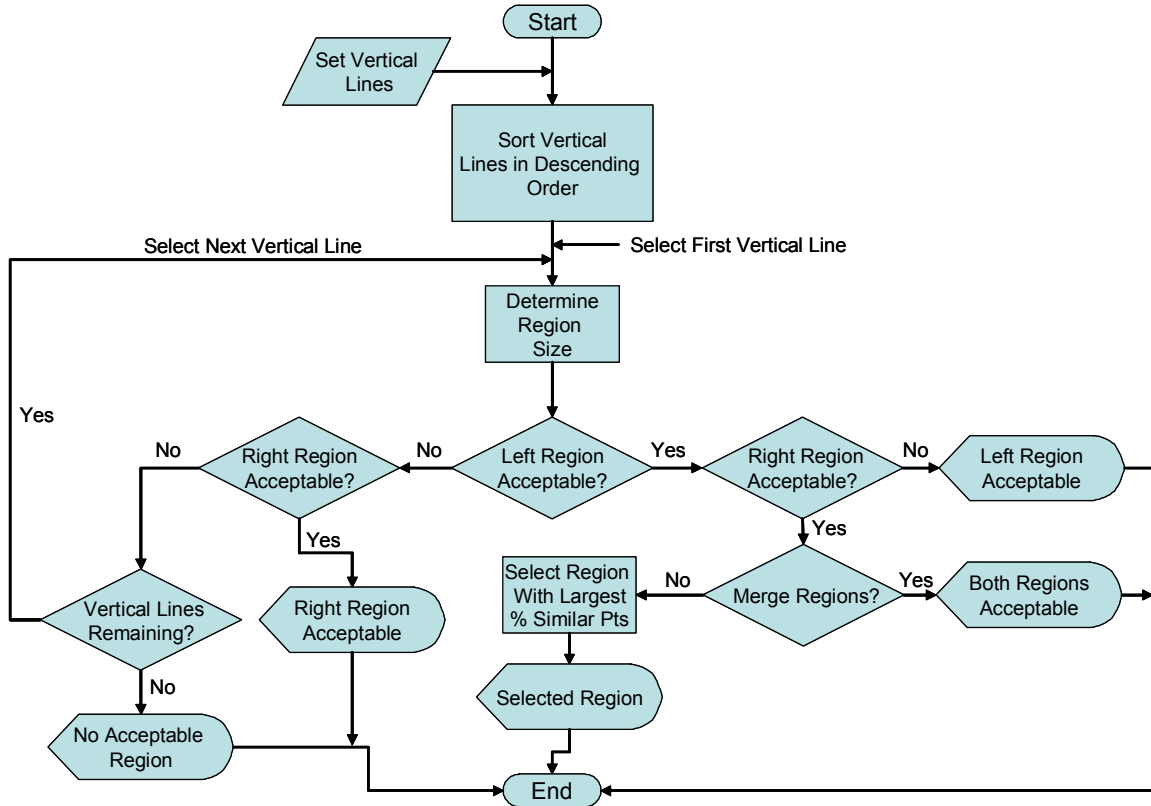 Start
Set Vertical
Lines
Sort Vertical
Lines in Descending
Order
Select Next Vertical Line
Select First Vertical Line
Determine
Region
Size
Yes
No
Right Region
Acceptable?
No
Left Region
Acceptable?
Yes
Right Region
Acceptable?
No
Left Region
Acceptable
Yes
Yes
Vertical Lines
Remaining?
Right Region
Acceptable
Select Region
With Largest
% Similar Pts
No
Merge Regions?
Yes
Both Regions
Acceptable
No
No Acceptable
Region
Selected Region
End